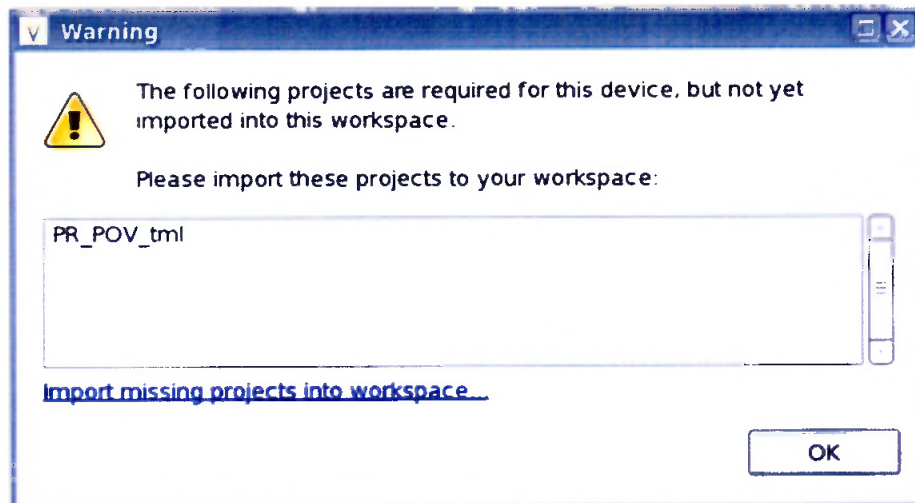 Warning
The following projects are required for this device, but not yet
imported into this workspace.
Please import these projects to your workspace:
PR_POV_tml
Import missing projects into workspace...
OK